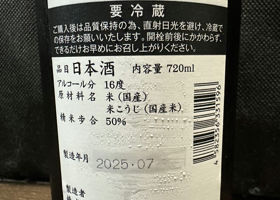 要冷蔵
ご購入後は品質保持の為、直射日光を避け、冷蔵で
の保存をお願いいたします。開栓前後にかかわらず、
できるだけお早めにお召し上がりください。
品目 日本酒 内容量 720ml
アルコール分 16度
原材料名 米(国産)
米こうじ(国産米)
精米歩合 50%
製造年月 2025.07
製造者